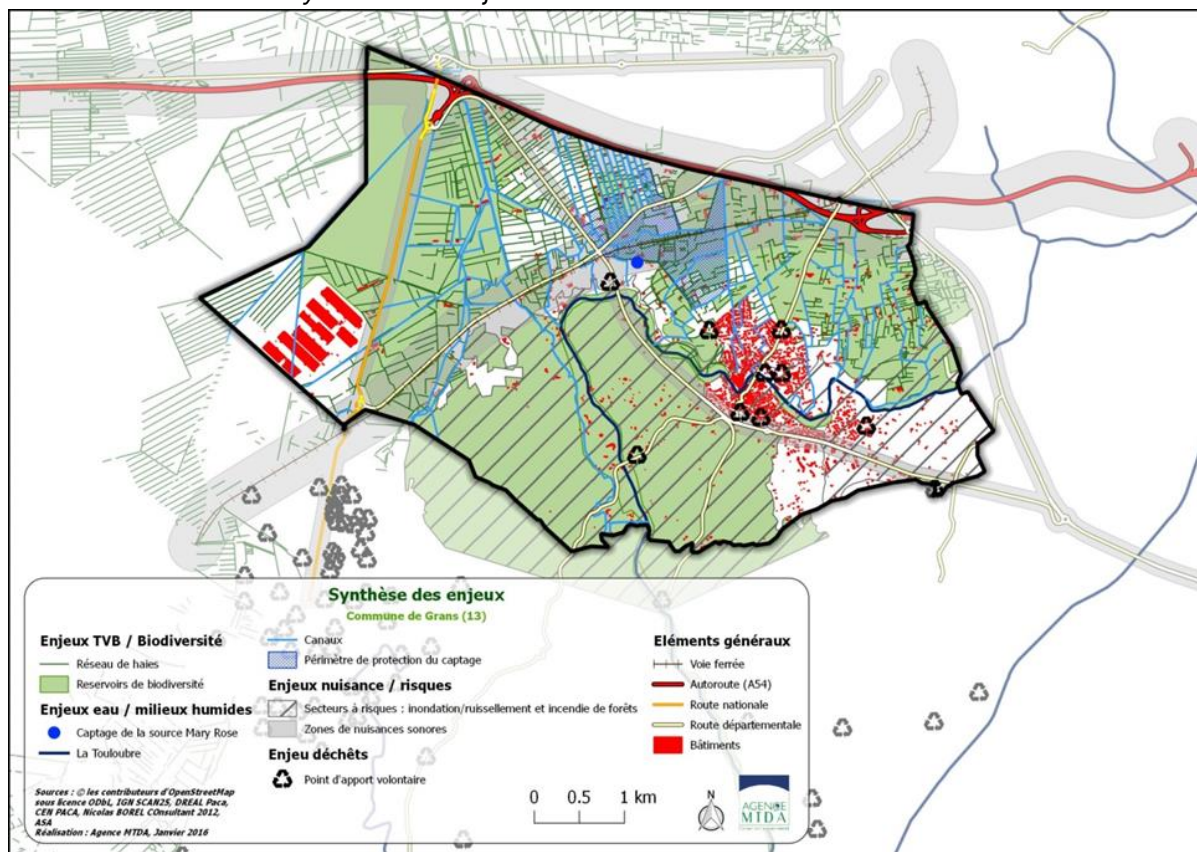 Synthèse des enjeux
Commune de Grans (13)
Enjeux TVB / Biodiversité
Réseau de haies
Reservoirs de biodiversité
Enjeux eau / milieux humides
Captage de la source Mary Rose
La Touloubre
Canaux
Périmètre de protection du captage
Enjeux nuisance / risques
Secteurs à risques : inondation/ruissellement et incendie de forêts
Zones de nuisances sonores
Enjeu déchêts
Point d'apport volontaire
Eléments généraux
Voie ferrée
Autoroute (A54)
Route nationale
Route départementale
Bâtiments
Sources : © les contributeurs d'OpenStreetMap
sous licence ODbL, IGN SCAN25, DREAL Paca,
CEN PACA, Nicolas BOREL COnsultant 2012,
ASA
Réalisation : Agence MTDA, Janvier 2016
0 0.5 1 km
N
AGENCE
MTDA